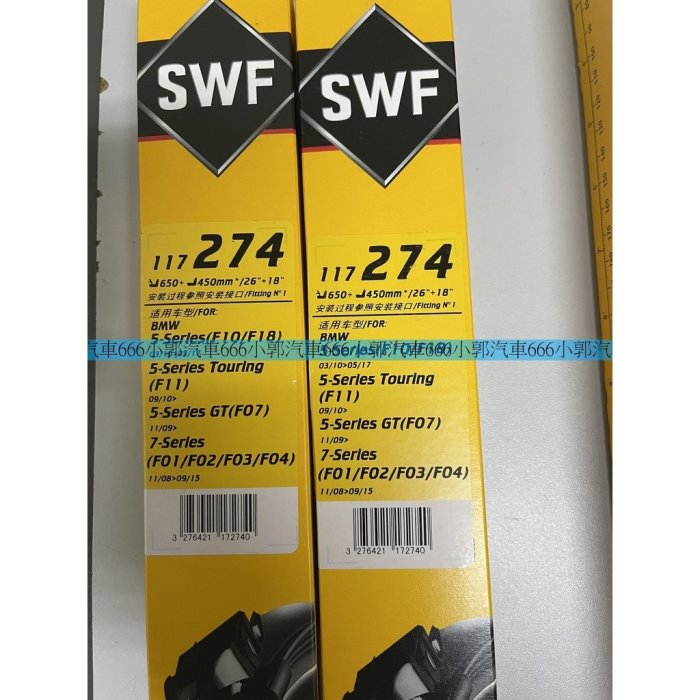 SWF
117 274
650+ 450mm*/26"+18"
安装过程参照安装接口/Fitting N°1
适用车型/FOR:
BMW
5-Series(F10/F18)
5-Series Touring
(F11)
09/10>
5-Series GT(F07)
11/09>
7-Series
(F01/F02/F03/F04)
11/08>09/15
3 276421 172740
SWF
117 274
650+ 450mm*/26"+18"
安装过程参照安装接口/Fitting N°1
适用车型/FOR:
BMW
5-Series(F10/F18)
03/10>05/17
5-Series Touring
(F11)
09/10>
5-Series GT(F07)
11/09>
7-Series
(F01/F02/F03/F04)
11/08>09/15
3 276421 172740
汽車666小郭汽車666小郭汽車666小郭汽車666小郭汽